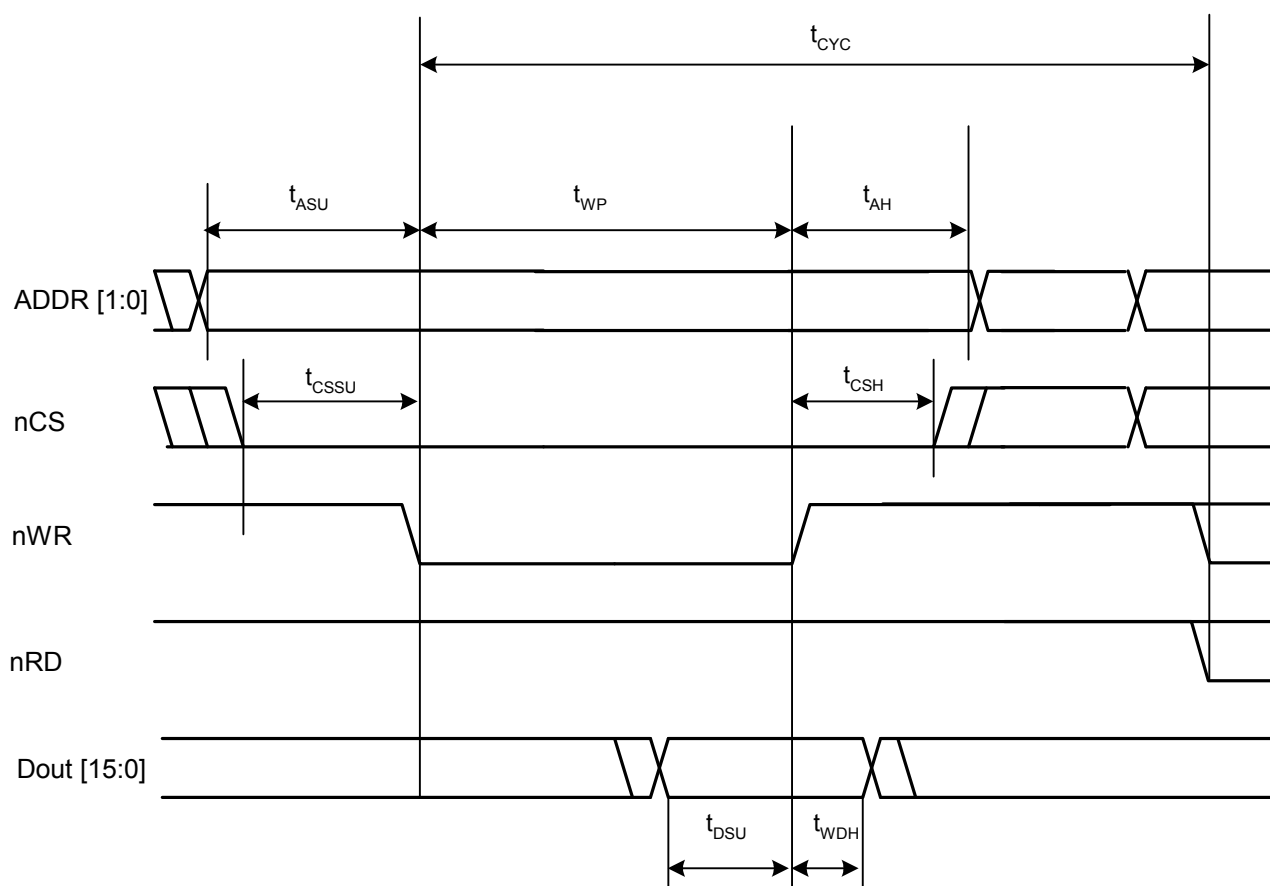 tCYC
tASU
tWP
tAH
ADDR [1:0]
tCSSU
tCSH
nCS
nWR
nRD
Dout [15:0]
tDSU
tWDH